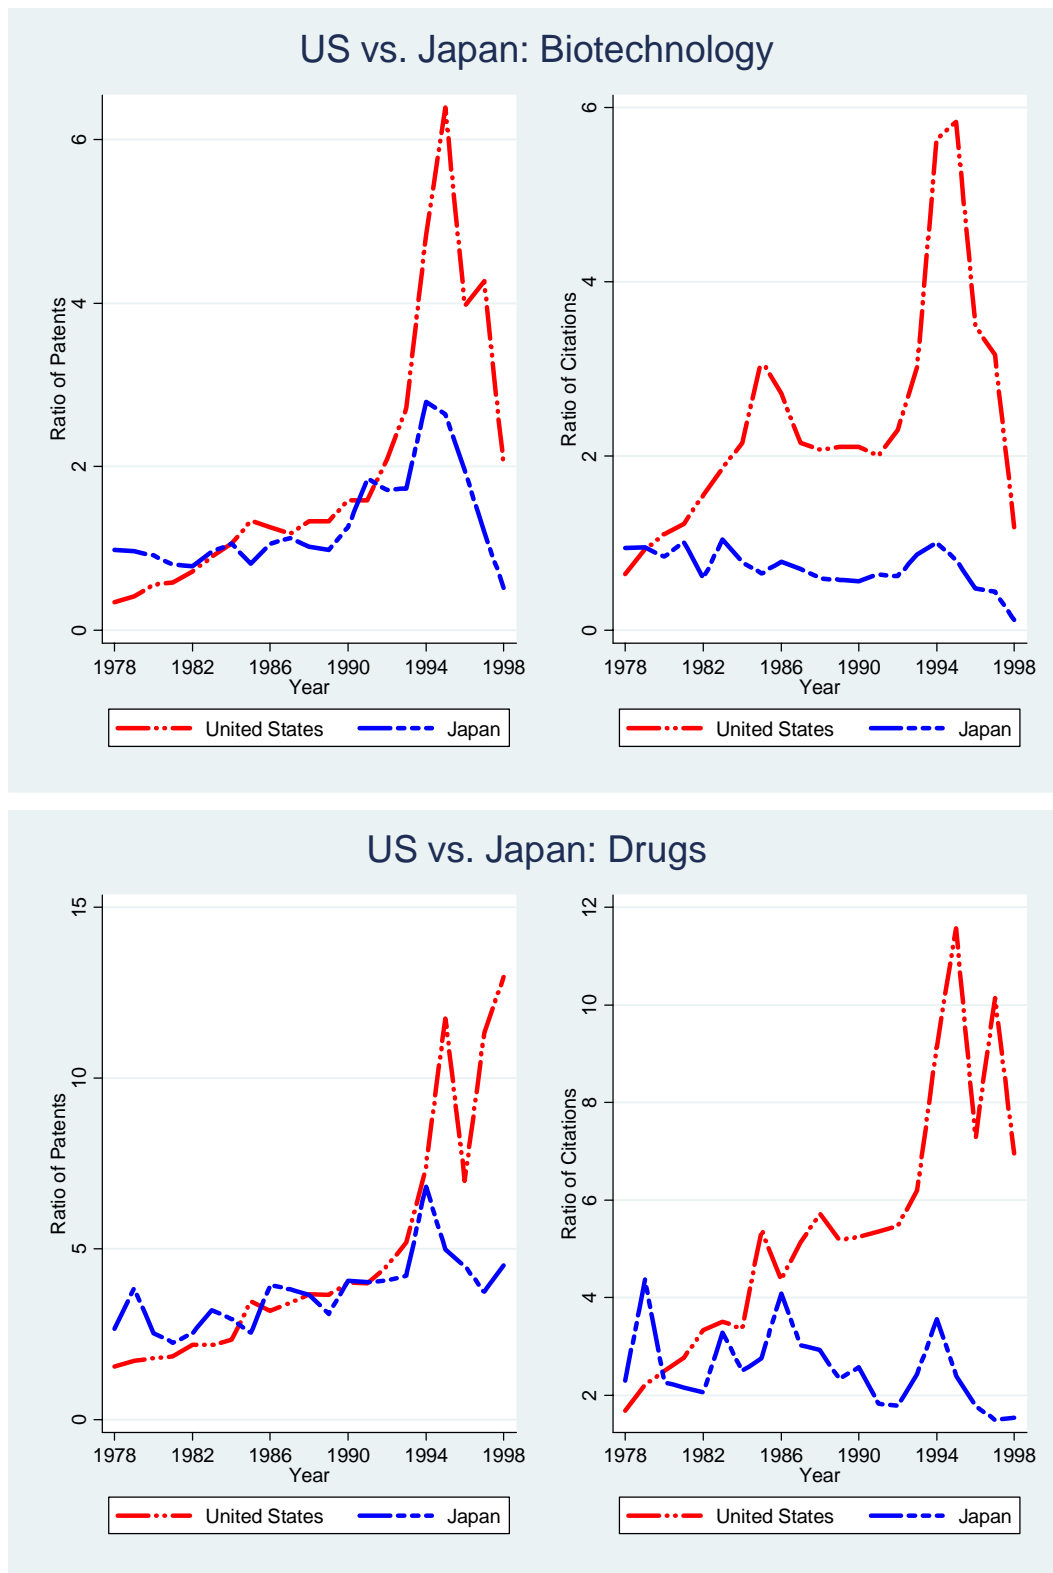 US vs. Japan: Biotechnology
Ratio of Patents
0
2
4
6
1978 1982 1986 1990 1994 1998
Year
United States Japan
Ratio of Citations
0
2
4
6
1978 1982 1986 1990 1994 1998
Year
United States Japan
US vs. Japan: Drugs
Ratio of Patents
0
5
10
15
1978 1982 1986 1990 1994 1998
Year
United States Japan
Ratio of Citations
2
4
6
8
10
12
1978 1982 1986 1990 1994 1998
Year
United States Japan